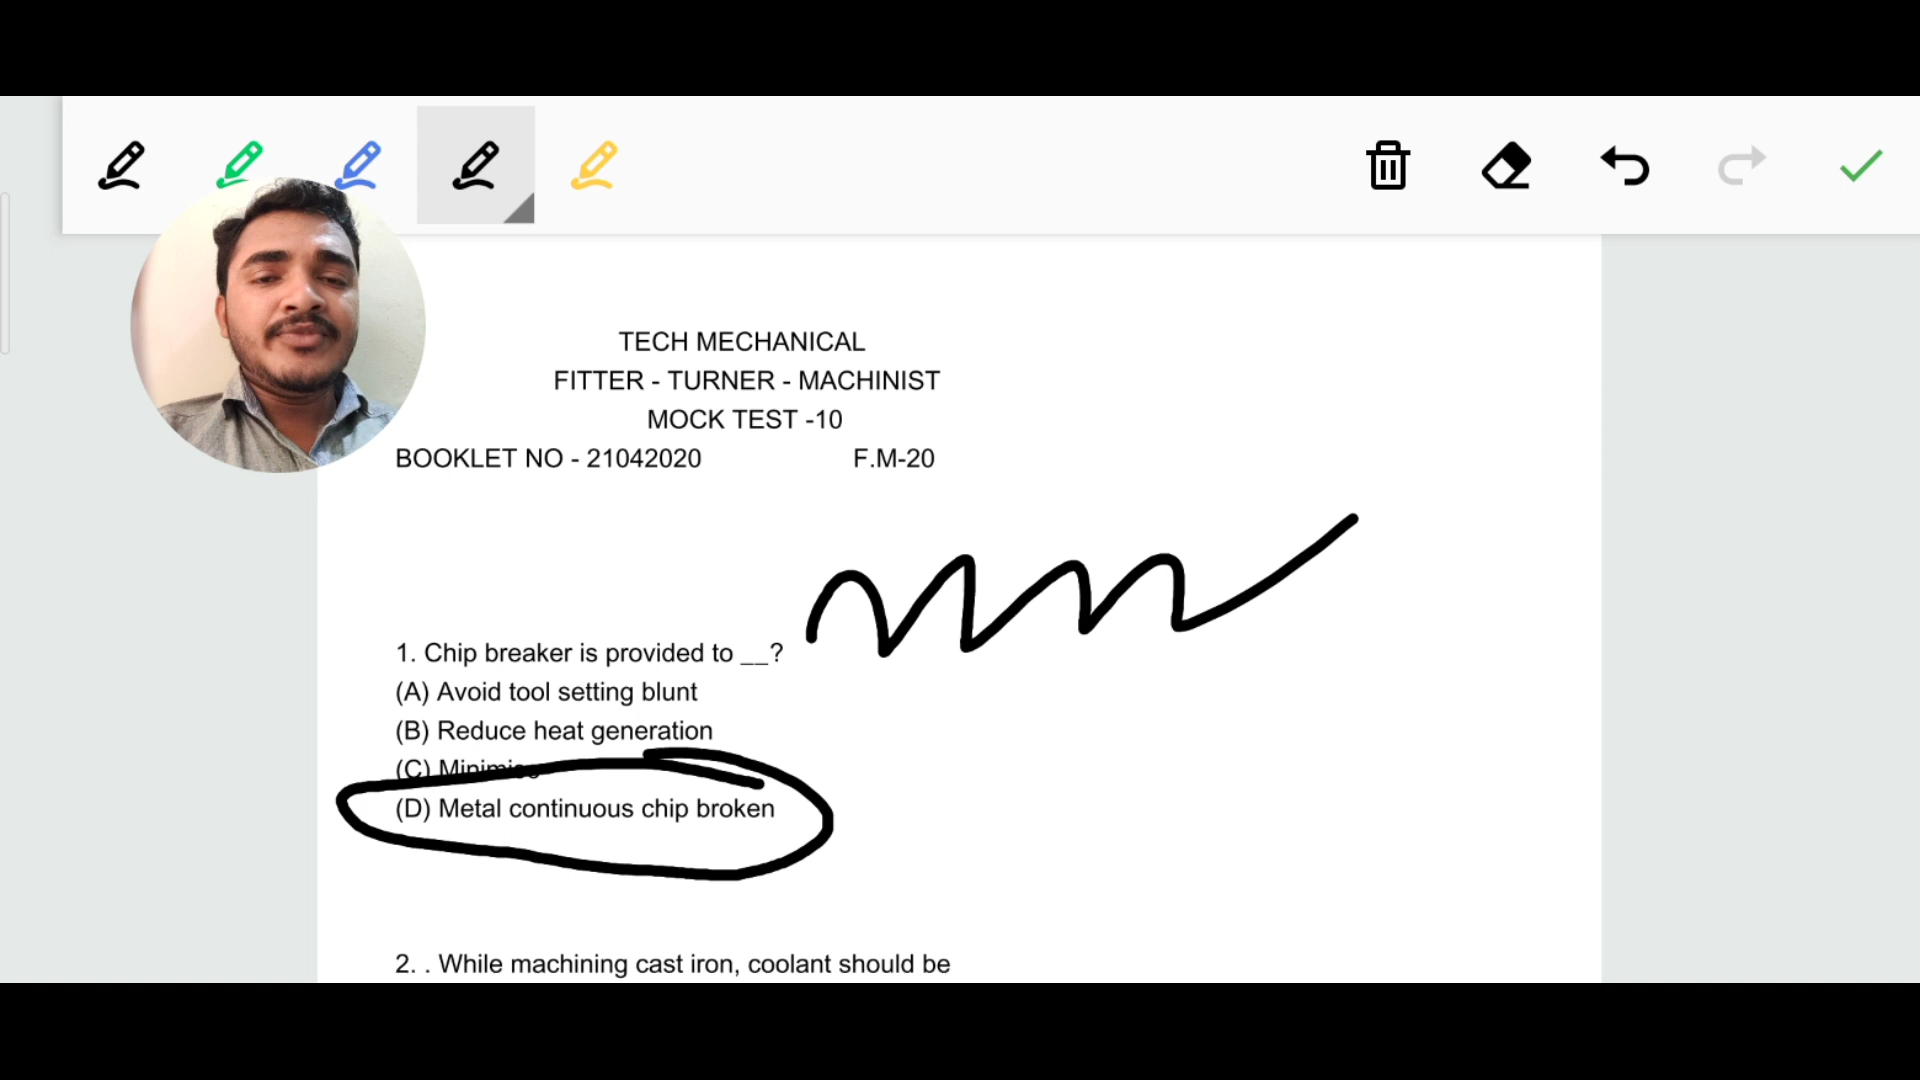 TECH MECHANICAL
FITTER - TURNER - MACHINIST
MOCK TEST -10
BOOKLET NO - 21042020 F.M-20
1. Chip breaker is provided to __?
(A) Avoid tool setting blunt
(B) Reduce heat generation
(C) Minimise
(D) Metal continuous chip broken
2. . While machining cast iron, coolant should be